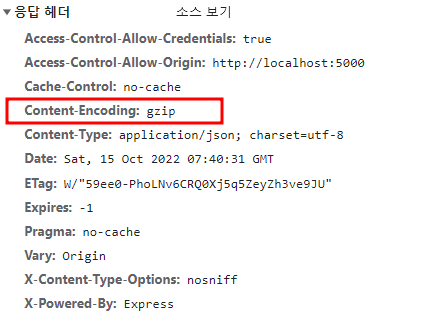 ▼ 응답 헤더 소스 보기
Access-Control-Allow-Credentials: true
Access-Control-Allow-Origin: http://localhost:5000
Cache-Control: no-cache
Content-Encoding: gzip
Content-Type: application/json; charset=utf-8
Date: Sat, 15 Oct 2022 07:40:31 GMT
ETag: W/"59ee0-PhoLNv6CRQ0Xj5q5ZeyZh3ve9JU"
Expires: -1
Pragma: no-cache
Vary: Origin
X-Content-Type-Options: nosniff
X-Powered-By: Express